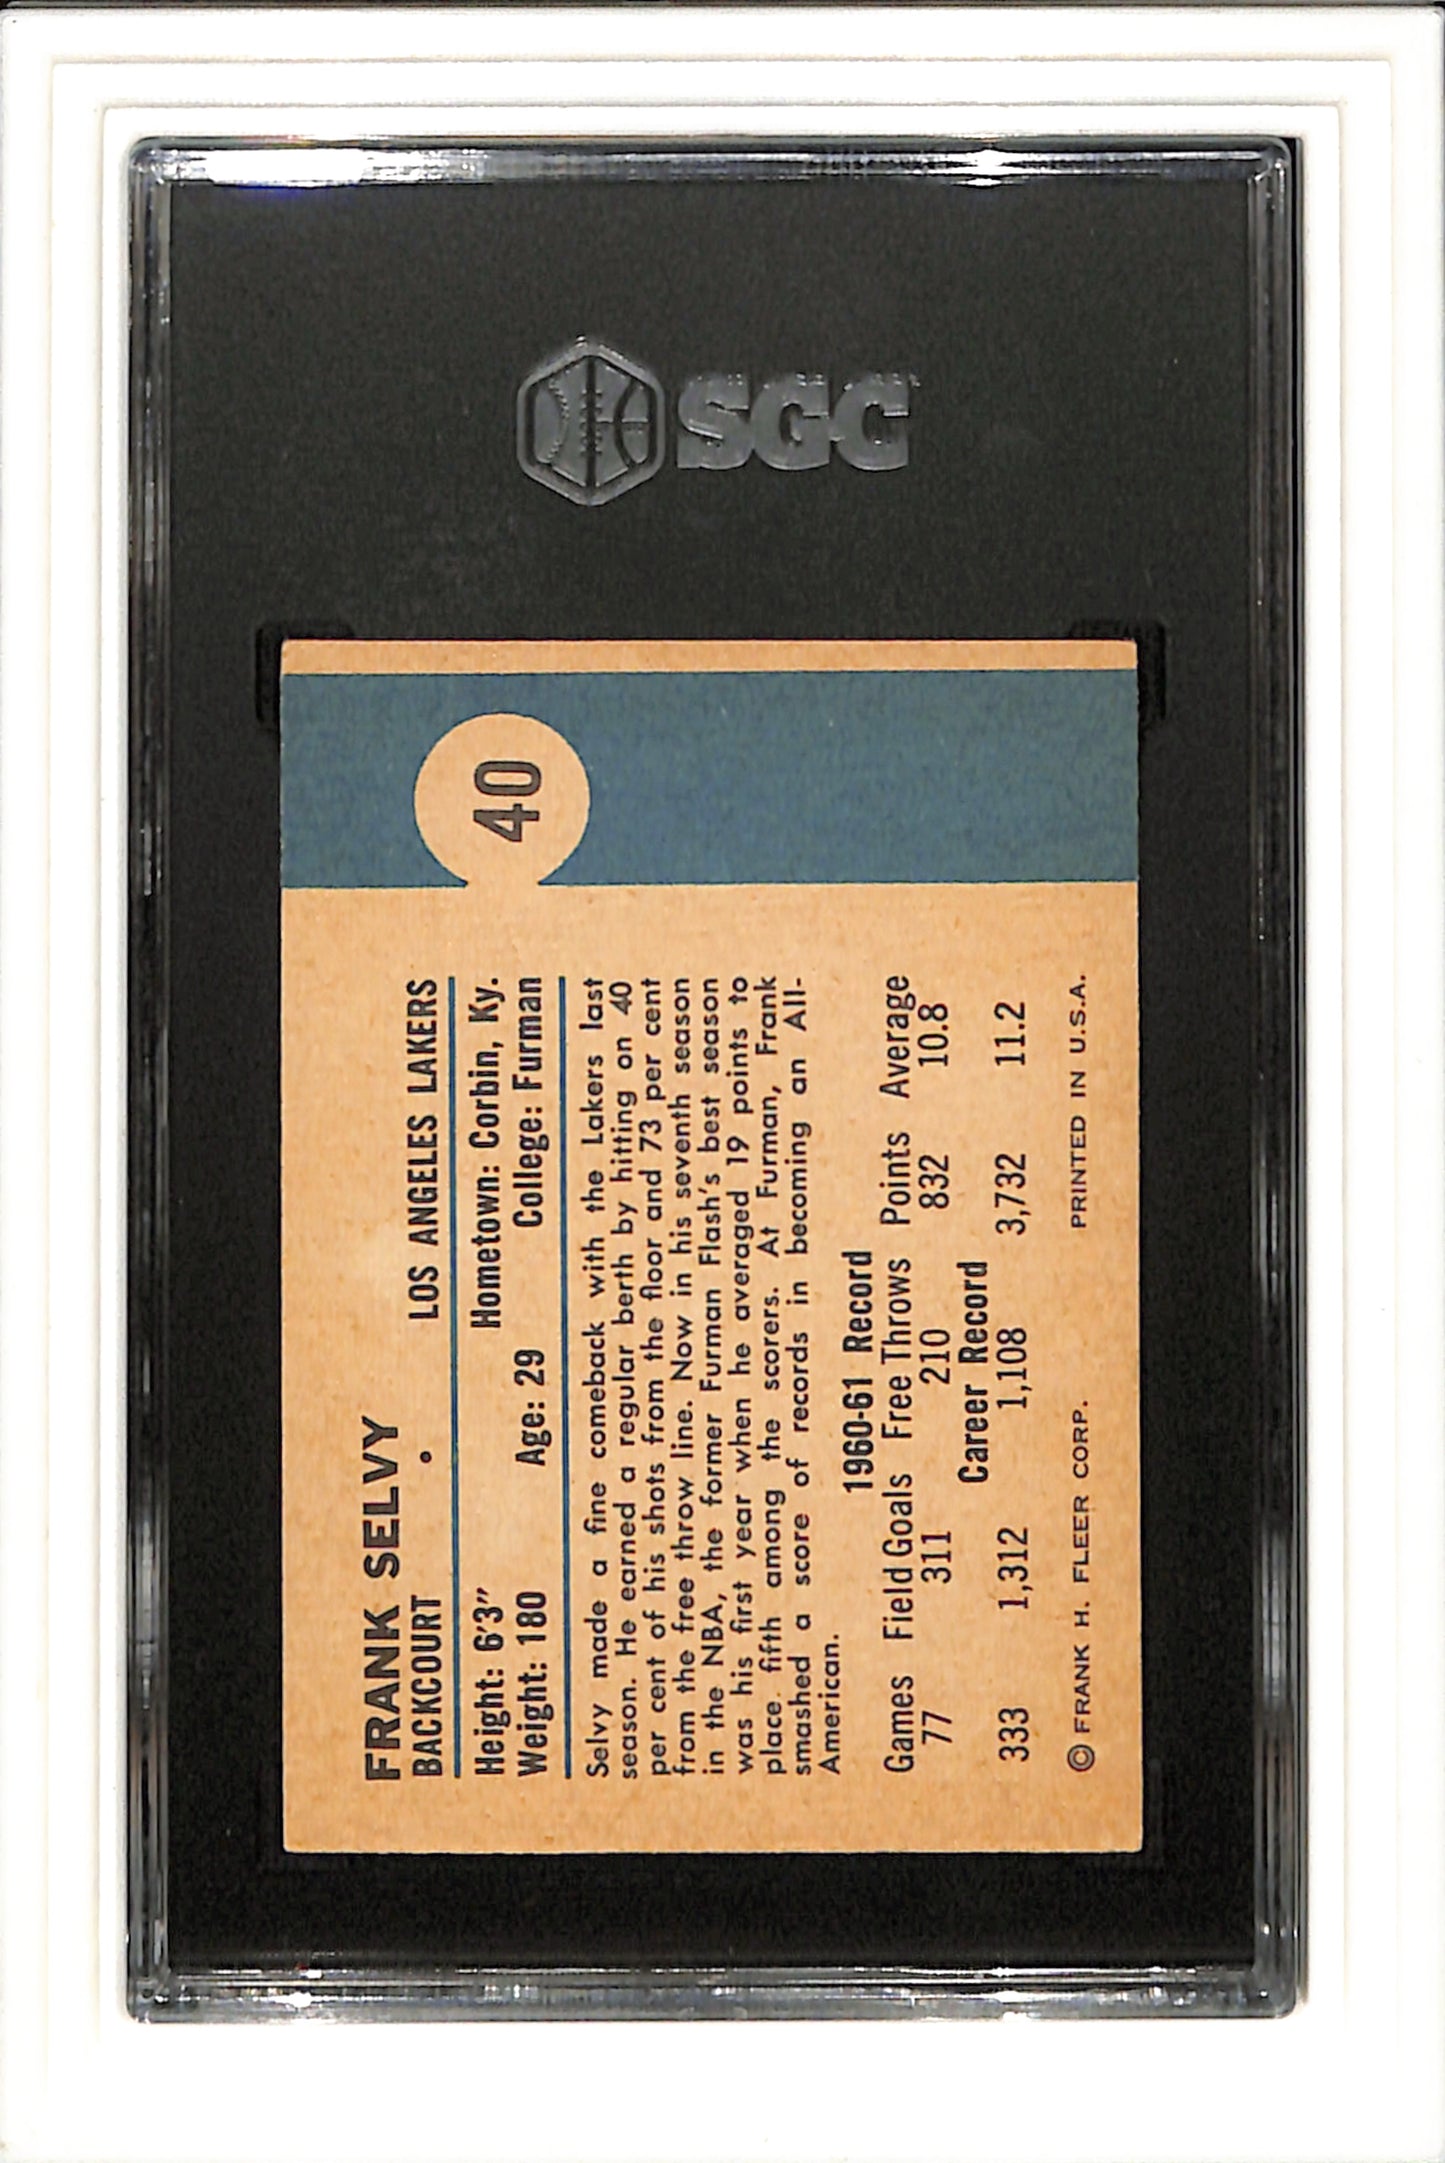 SGC
40
FRANK SELVY
BACKCOURT • LOS ANGELES LAKERS
Height: 6'3" Hometown: Corbin, Ky.
Weight: 180 Age: 29 College: Furman
Selvy made a fine comeback with the Lakers last
season. He earned a regular berth by hitting on 40
per cent of his shots from the floor and 73 per cent
from the free throw line. Now in his seventh season
in the NBA, the former Furman Flash's best season
was his first year when he averaged 19 points to
place fifth among the scorers. At Furman, Frank
smashed a score of records in becoming an All-
American.
1960-61 Record
Games Field Goals Free Throws Points Average
77 311 210 832 10.8
Career Record
333 1,312 1,108 3,732 11.2
© FRANK H. FLEER CORP. PRINTED IN U.S.A.